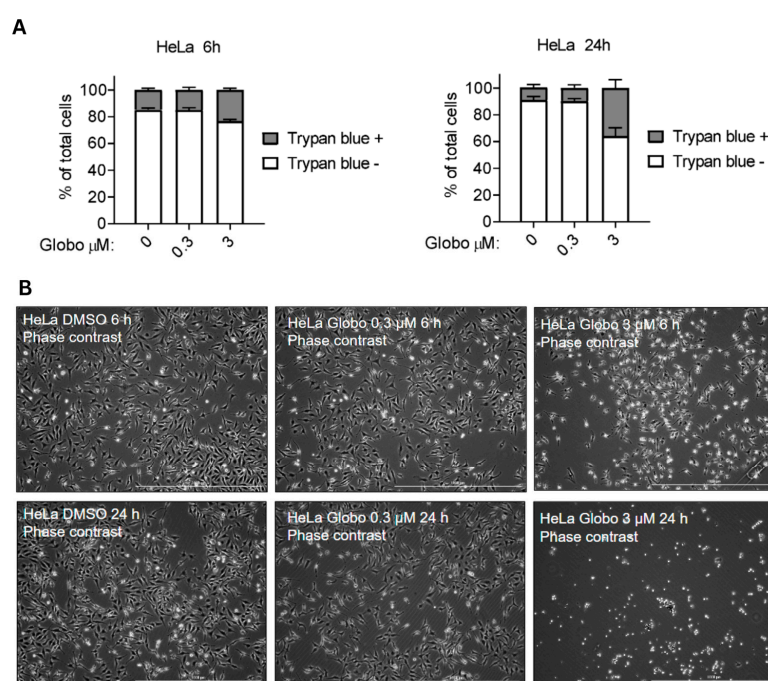 A
HeLa 6h
% of total cells
100
80
60
40
20
0
Trypan blue +
Trypan blue -
Globo μM:
0
0.3
3
HeLa 24h
% of total cells
100
80
60
40
20
0
Trypan blue +
Trypan blue -
Globo μM:
0
0.3
3
B
HeLa DMSO 6 h
Phase contrast
HeLa Globo 0.3 μM 6 h
Phase contrast
HeLa Globo 3 μM 6 h
Phase contrast
HeLa DMSO 24 h
Phase contrast
HeLa Globo 0.3 μM 24 h
Phase contrast
HeLa Globo 3 μM 24 h
Phase contrast